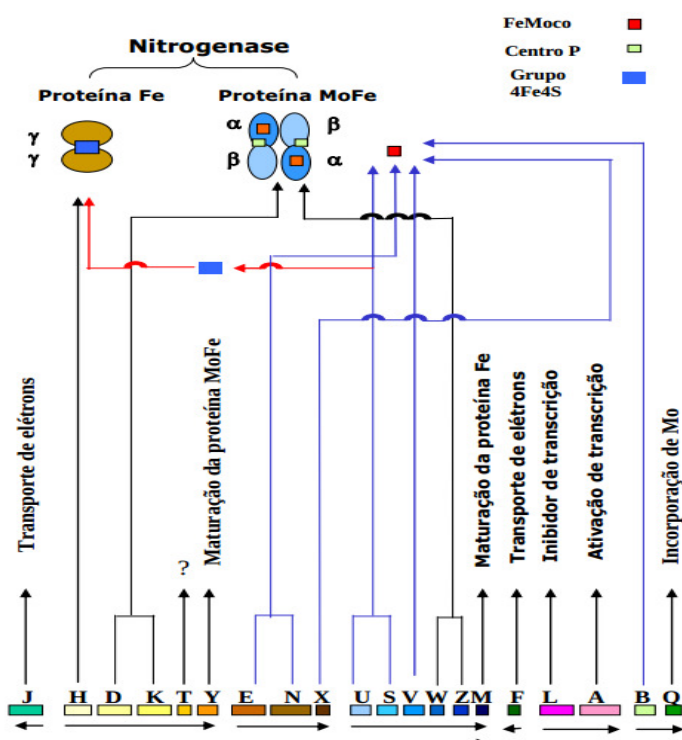 Nitrogenase
FeMoco
Centro P
Grupo
4Fe4S
Proteína Fe
Proteína MoFe
γ
γ
α
β
β
α
Transporte de elétrons
?
Maturação da proteína MoFe
Maturação da proteína Fe
Transporte de elétrons
Inibidor de transcrição
Ativação de transcrição
Incorporação de Mo
J H D K T Y E N X U S V W Z M F L A B Q